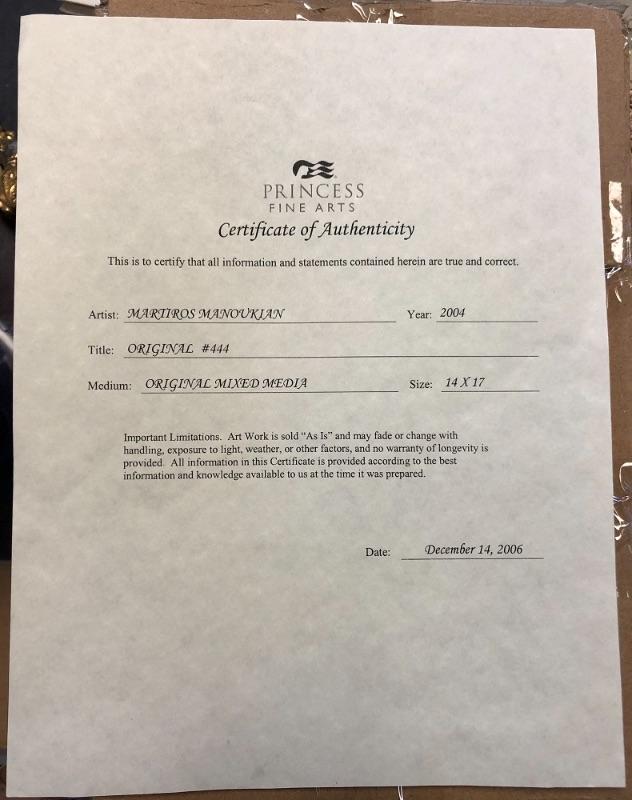 PRINCESS
FINE ARTS
Certificate of Authenticity
This is to certify that all information and statements contained herein are true and correct.
Artist: MARTIROS MANOUKIAN Year: 2004
Title: ORIGINAL #444
Medium: ORIGINAL MIXED MEDIA Size: 14 X 17
Important Limitations. Art Work is sold "As Is" and may fade or change with
handling, exposure to light, weather, or other factors, and no warranty of longevity is
provided. All information in this Certificate is provided according to the best
information and knowledge available to us at the time it was prepared.
Date: December 14, 2006